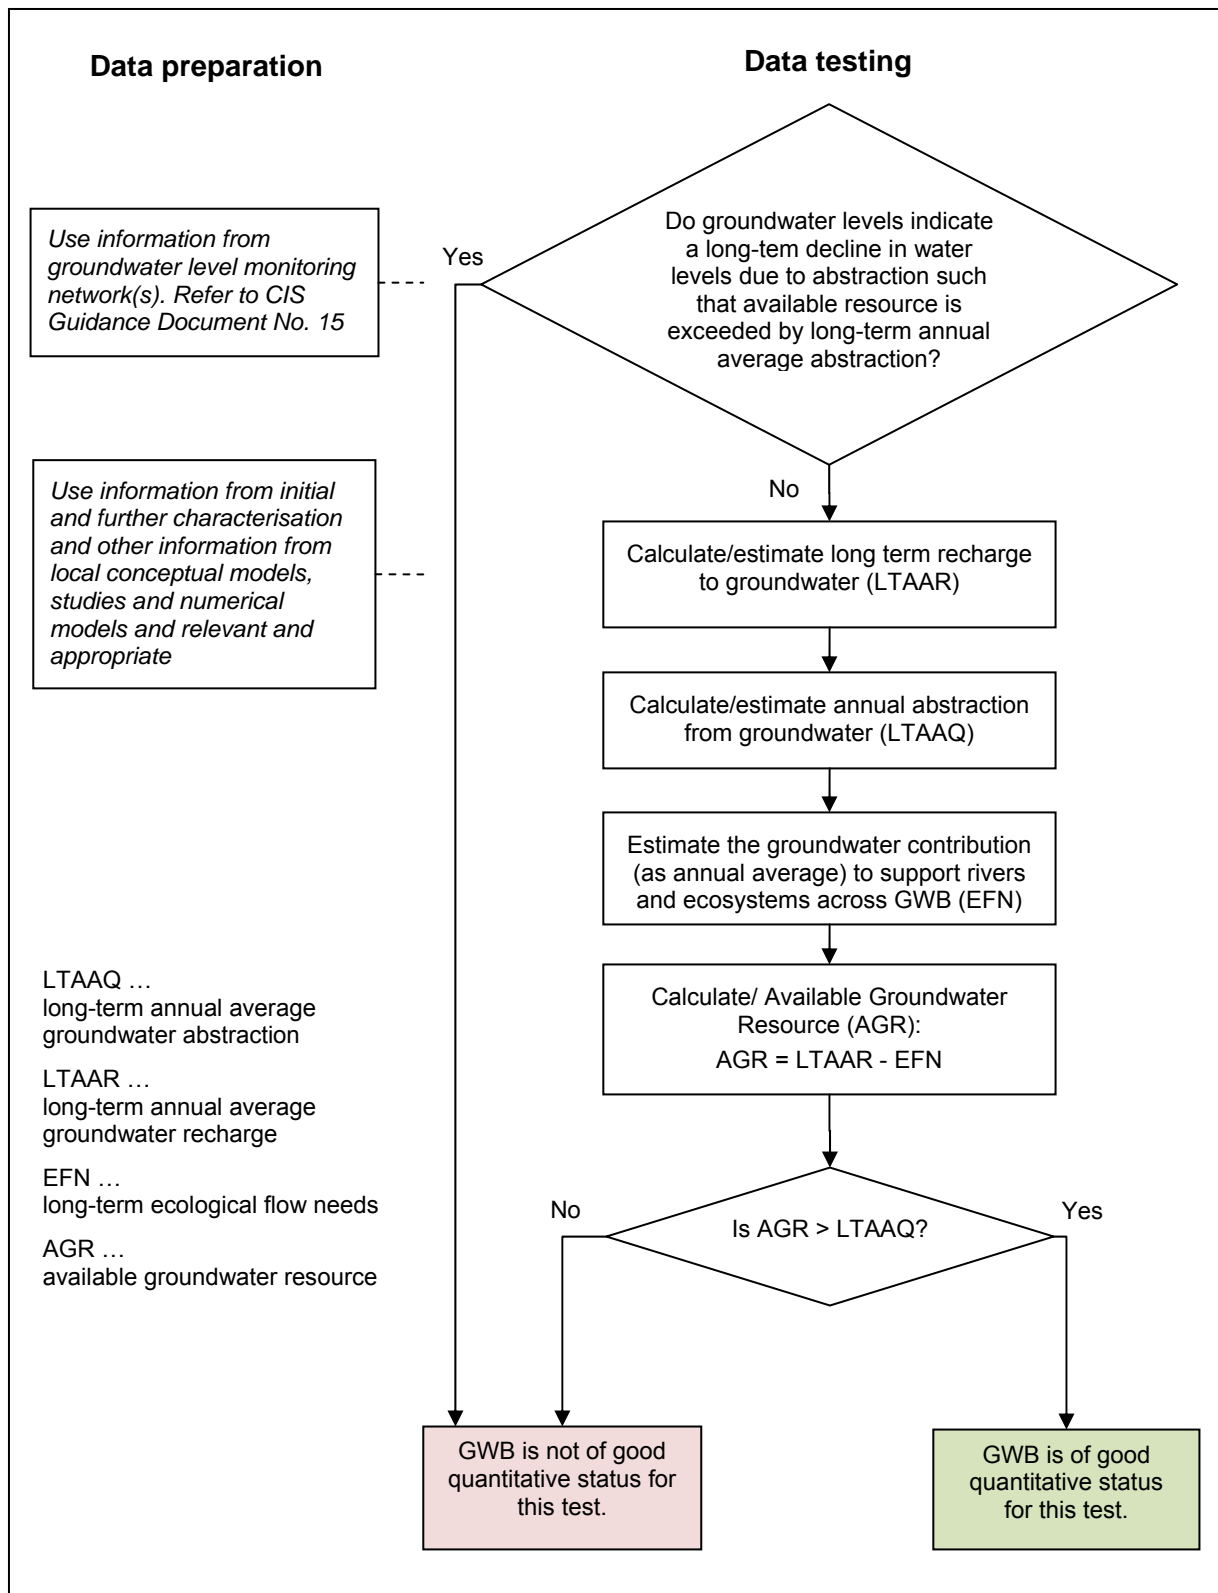 Data preparation
Data testing
Do groundwater levels indicate
a long-tem decline in water
levels due to abstraction such
that available resource is
exceeded by long-term annual
average abstraction?
Yes
Use information from
groundwater level monitoring
network(s). Refer to CIS
Guidance Document No. 15
No
Use information from initial
and further characterisation
and other information from
local conceptual models,
studies and numerical
models and relevant and
appropriate
Calculate/estimate long term recharge
to groundwater (LTAAR)
Calculate/estimate annual abstraction
from groundwater (LTAAQ)
Estimate the groundwater contribution
(as annual average) to support rivers
and ecosystems across GWB (EFN)
Calculate/ Available Groundwater
Resource (AGR):
AGR = LTAAR - EFN
LTAAQ …
long-term annual average
groundwater abstraction
LTAAR …
long-term annual average
groundwater recharge
EFN …
long-term ecological flow needs
AGR …
available groundwater resource
No
Is AGR > LTAAQ?
Yes
GWB is not of good
quantitative status for
this test.
GWB is of good
quantitative status
for this test.